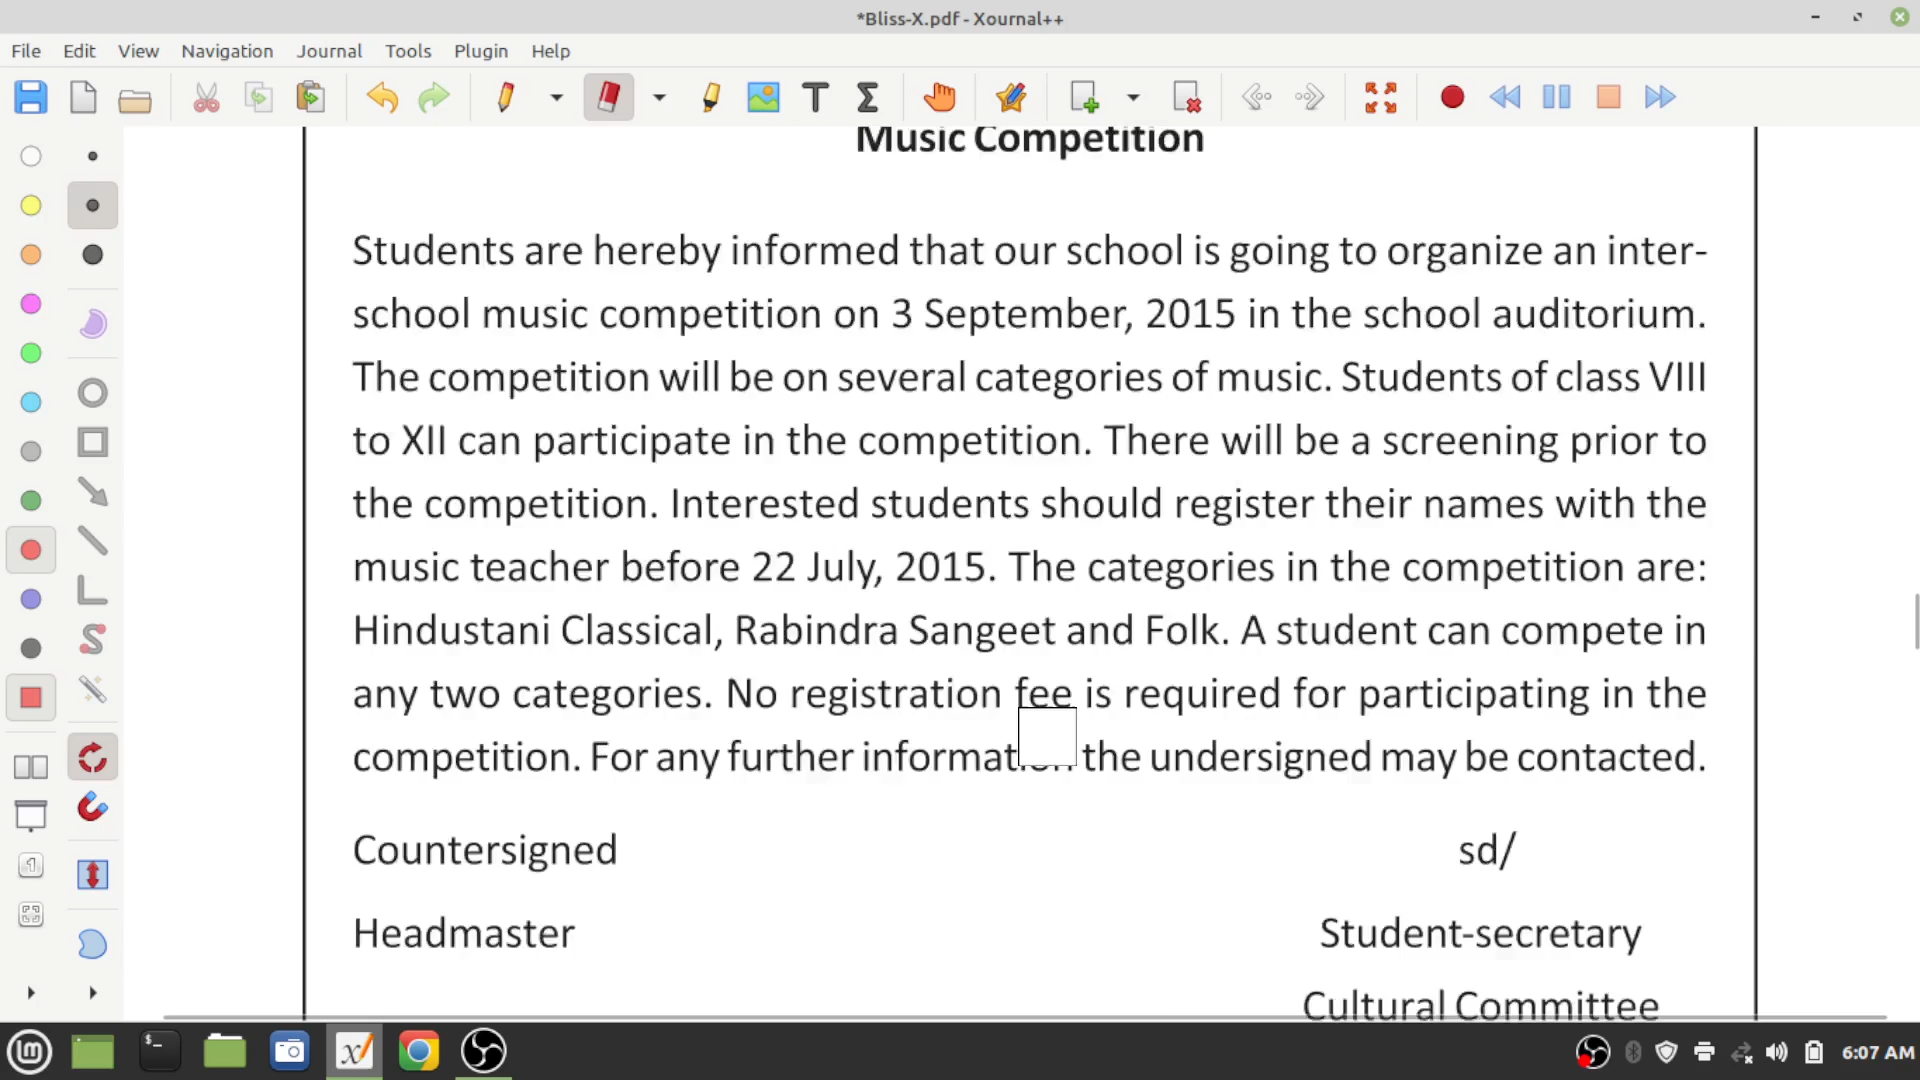 *Bliss-X.pdf - Xournal++
File Edit View Navigation Journal Tools Plugin Help
Music Competition
Students are hereby informed that our school is going to organize an inter-
school music competition on 3 September, 2015 in the school auditorium.
The competition will be on several categories of music. Students of class VIII
to XII can participate in the competition. There will be a screening prior to
the competition. Interested students should register their names with the
music teacher before 22 July, 2015. The categories in the competition are:
Hindustani Classical, Rabindra Sangeet and Folk. A student can compete in
any two categories. No registration fee is required for participating in the
competition. For any further information the undersigned may be contacted.
Countersigned sd/
Headmaster Student-secretary
Cultural Committee
6:07 AM